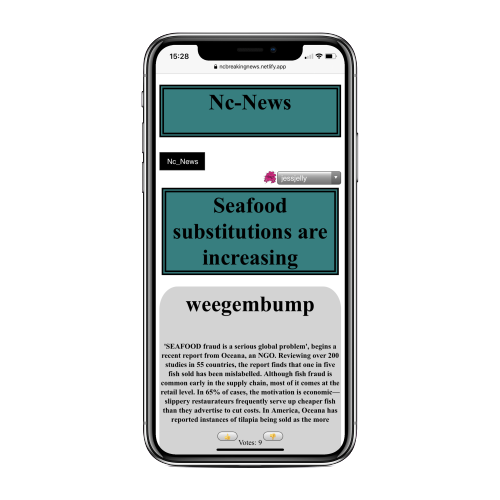 15:28
ncbreakingnews.netlify.app
Nc-News
Nc_News
jessjelly
Seafood
substitutions are
increasing
weegembump
'SEAFOOD fraud is a serious global problem', begins a
recent report from Oceana, an NGO. Reviewing over 200
studies in 55 countries, the report finds that one in five
fish sold has been mislabelled. Although fish fraud is
common early in the supply chain, most of it comes at the
retail level. In 65% of cases, the motivation is economic—
slippery restaurateurs frequently serve up cheaper fish
than they advertise to cut costs. In America, Oceana has
reported instances of tilapia being sold as the more
Votes: 9